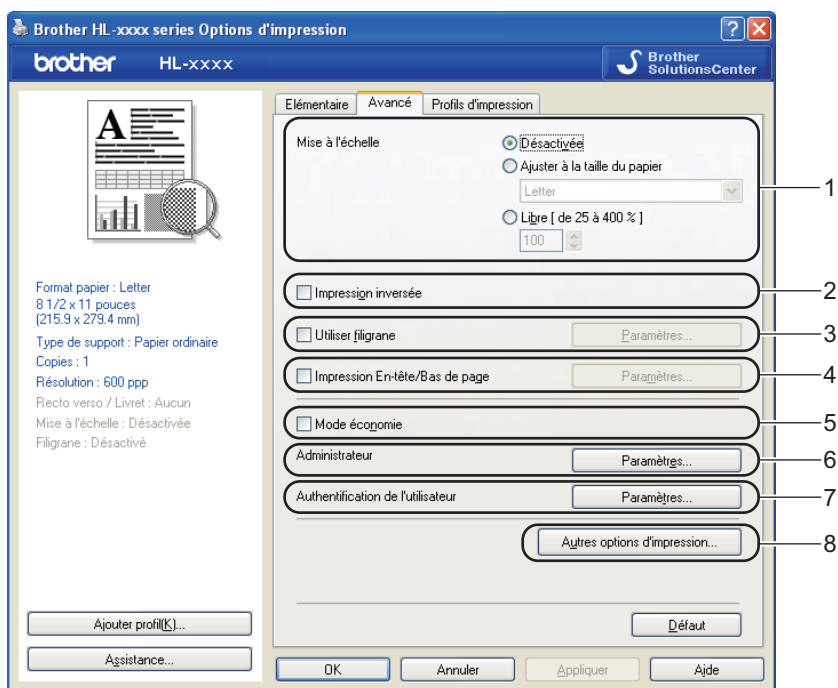 Brother HL-xxxx series Options d'impression
brother HL-xxxx
Brother
SolutionsCenter
A
Format papier : Letter
8 1/2 x 11 pouces
(215.9 x 279.4 mm)
Type de support : Papier ordinaire
Copies : 1
Résolution : 600 ppp
Recto verso / Livret : Aucun
Mise à l'échelle : Désactivée
Filigrane : Désactivé
Ajouter profil(K)...
Assistance...
Elémentaire Avancé Profils d'impression
Mise à l'échelle
Désactivée
Ajuster à la taille du papier
Letter
Libre [ de 25 à 400 % ]
100
1
Impression inversée
2
Utiliser filigrane Paramètres...
3
Impression En-tête/Bas de page Paramètres...
4
Mode économie
5
Administrateur Paramètres...
6
Authentification de l'utilisateur Paramètres...
7
Autres options d'impression...
8
Défaut
OK Annuler Appliquer Aide